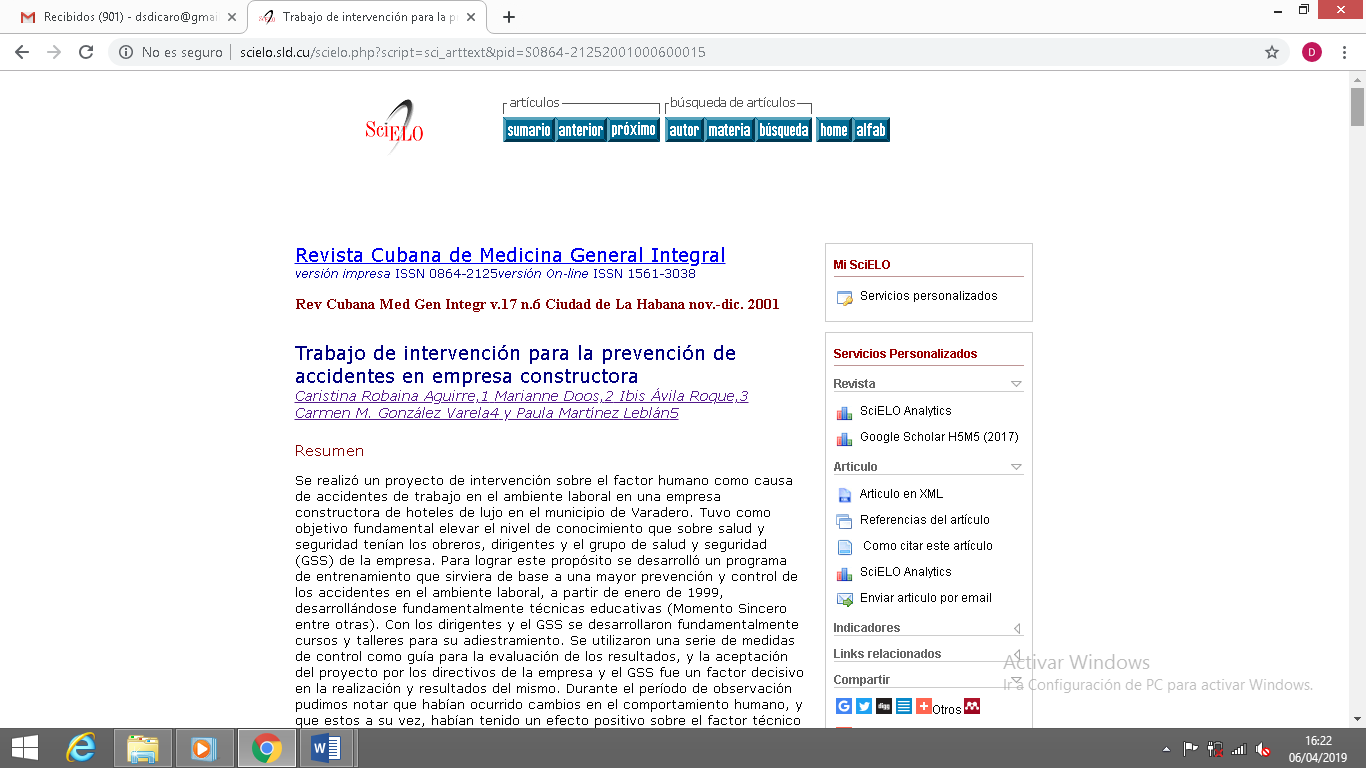 Recibidos (901) - dsdicaro@gmai
Trabajo de intervención para la p
No es seguro
scielo.sld.cu/scielo.php?script=sci_arttext&pid=S0864-21252001000600015
D
artículos
búsqueda de artículos
SciELO
sumario anterior próximo autor materia búsqueda home alfab
Revista Cubana de Medicina General Integral
versión impresa ISSN 0864-2125versión On-line ISSN 1561-3038
Rev Cubana Med Gen Integr v.17 n.6 Ciudad de La Habana nov.-dic. 2001
Trabajo de intervención para la prevención de
accidentes en empresa constructora
Caristina Robaina Aguirre,1 Marianne Doos,2 Ibis Ávila Roque,3
Carmen M. González Varela4 y Paula Martínez Leblán5
Resumen
Se realizó un proyecto de intervención sobre el factor humano como causa
de accidentes de trabajo en el ambiente laboral en una empresa
constructora de hoteles de lujo en el municipio de Varadero. Tuvo como
objetivo fundamental elevar el nivel de conocimiento que sobre salud y
seguridad tenían los obreros, dirigentes y el grupo de salud y seguridad
(GSS) de la empresa. Para lograr este propósito se desarrolló un programa
de entrenamiento que sirviera de base a una mayor prevención y control de
los accidentes en el ambiente laboral, a partir de enero de 1999,
desarrollándose fundamentalmente técnicas educativas (Momento Sincero
entre otras). Con los dirigentes y el GSS se desarrollaron fundamentalmente
cursos y talleres para su adiestramiento. Se utilizaron una serie de medidas
de control como guía para la evaluación de los resultados, y la aceptación
del proyecto por los directivos de la empresa y el GSS fue un factor decisivo
en la realización y resultados del mismo. Durante el período de observación
pudimos notar que habían ocurrido cambios en el comportamiento humano, y
que estos a su vez, habían tenido un efecto positivo sobre el factor técnico
Mi SciELO
Servicios personalizados
Servicios Personalizados
Revista
SciELO Analytics
Google Scholar H5M5 (2017)
Articulo
Articulo en XML
Referencias del artículo
Como citar este artículo
SciELO Analytics
Enviar articulo por email
Indicadores
Links relacionados
Compartir
digg
Otros
Activar Windows
Ir a Configuración de PC para activar Windows.
16:22
06/04/2019